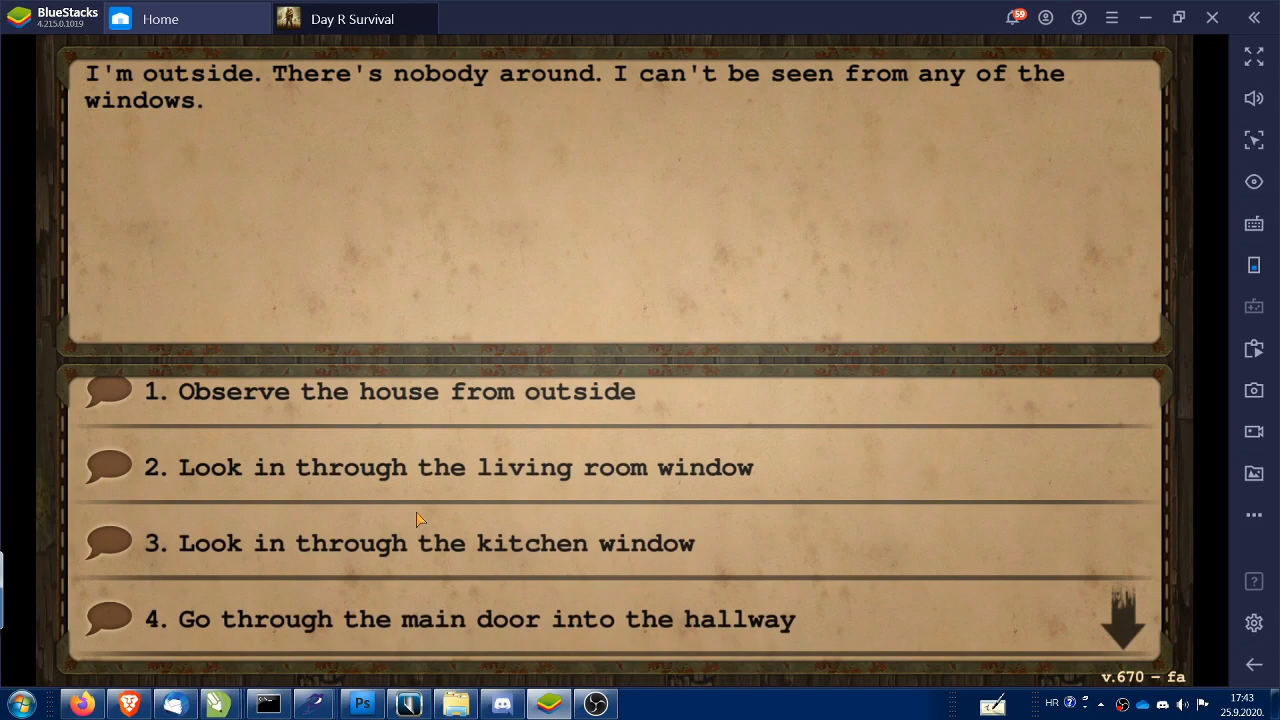 BlueStacks
4.215.0.1019
Home
Day R Survival
59
I'm outside. There's nobody around. I can't be seen from any of the
windows.
1. Observe the house from outside
2. Look in through the living room window
3. Look in through the kitchen window
4. Go through the main door into the hallway
v.670 - fa
Ps
HR
17:43
25.9.2020.